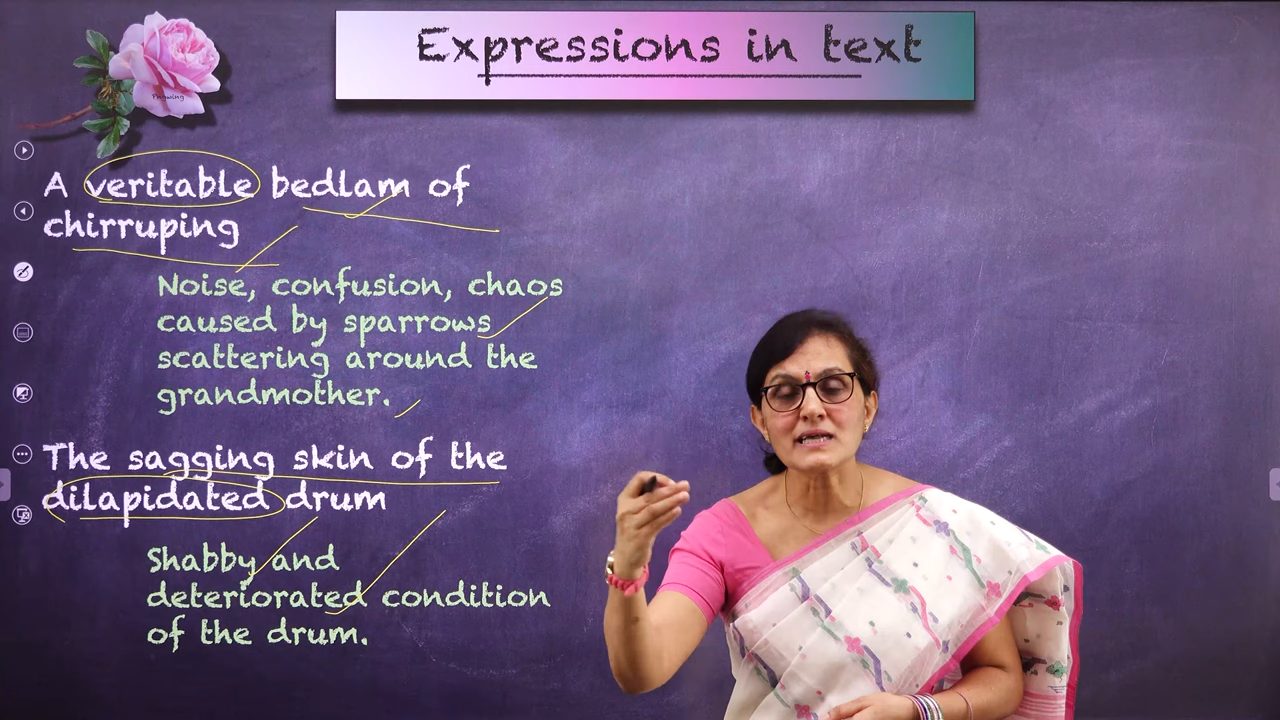 Expressions in text
Pngwing
A veritable bedlam of
chirruping
Noise, confusion, chaos
caused by sparrows
scattering around the
grandmother.
The sagging skin of the
dilapidated drum
Shabby and
deteriorated condition
of the drum.